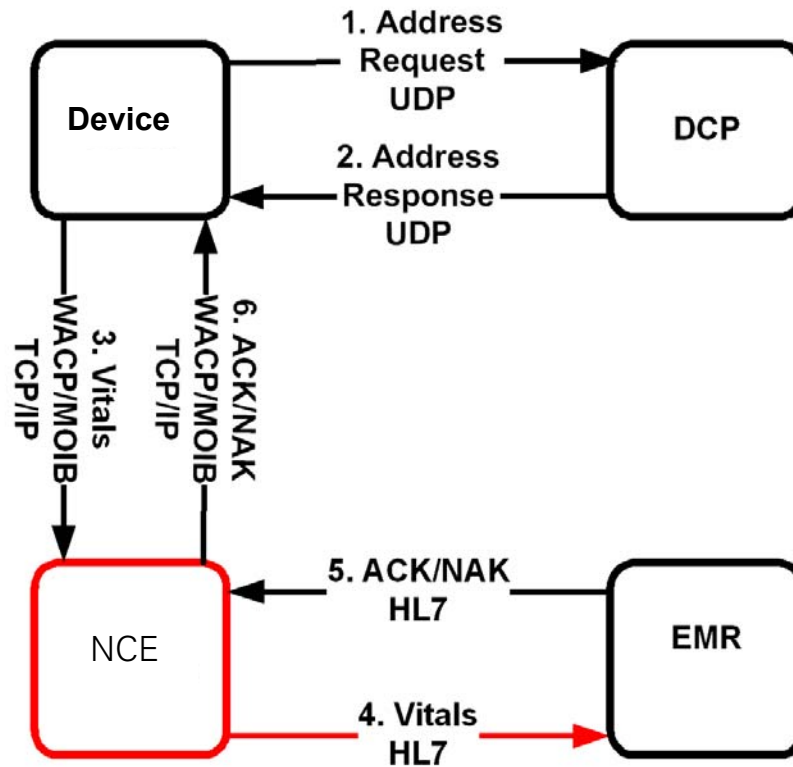 1. Address
Request
UDP
Device
DCP
2. Address
Response
UDP
3. Vitals
WACP/MOIB
TCP/IP
6. ACK/NAK
WACP/MOIB
TCP/IP
5. ACK/NAK
HL7
NCE
EMR
4. Vitals
HL7